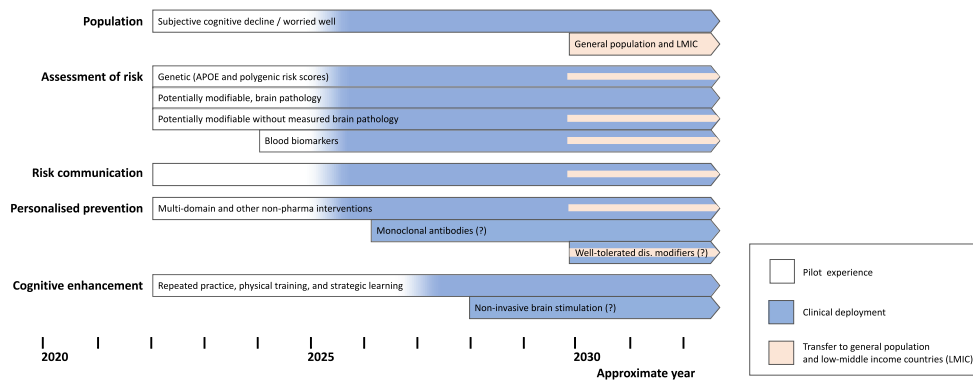 Population
Subjective cognitive decline / worried well
General population and LMIC
Assessment of risk
Genetic (APOE and polygenic risk scores)
Potentially modifiable, brain pathology
Potentially modifiable without measured brain pathology
Blood biomarkers
Risk communication
Personalised prevention
Multi-domain and other non-pharma interventions
Monoclonal antibodies (?)
Well-tolerated dis. modifiers (?)
Cognitive enhancement
Repeated practice, physical training, and strategic learning
Non-invasive brain stimulation (?)
2020
2025
2030
Approximate year
Pilot experience
Clinical deployment
Transfer to general population
and low-middle income countries (LMIC)